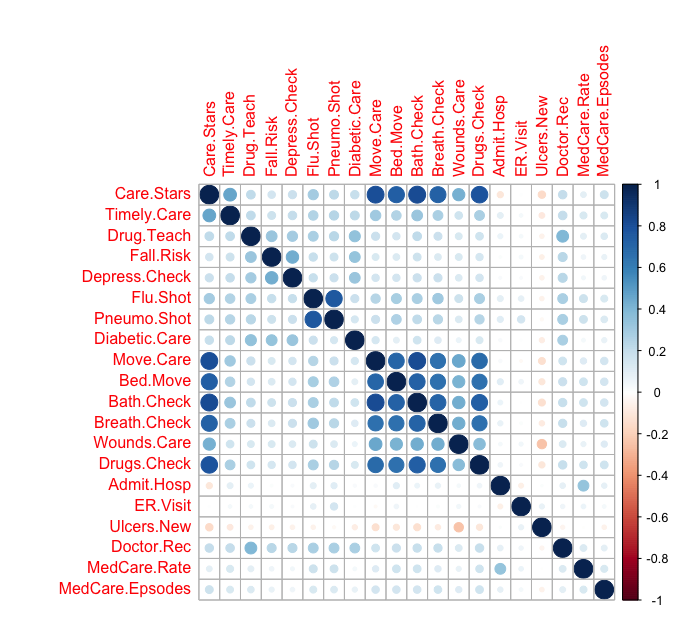 Care.Stars
Timely.Care
Drug.Teach
Fall.Risk
Depress.Check
Flu.Shot
Pneumo.Shot
Diabetic.Care
Move.Care
Bed.Move
Bath.Check
Breath.Check
Wounds.Care
Drugs.Check
Admit.Hosp
ER.Visit
Ulcers.New
Doctor.Rec
MedCare.Rate
MedCare.Epsodes
Care.Stars
Timely.Care
Drug.Teach
Fall.Risk
Depress.Check
Flu.Shot
Pneumo.Shot
Diabetic.Care
Move.Care
Bed.Move
Bath.Check
Breath.Check
Wounds.Care
Drugs.Check
Admit.Hosp
ER.Visit
Ulcers.New
Doctor.Rec
MedCare.Rate
MedCare.Epsodes
1
0.8
0.6
0.4
0.2
0
-0.2
-0.4
-0.6
-0.8
-1